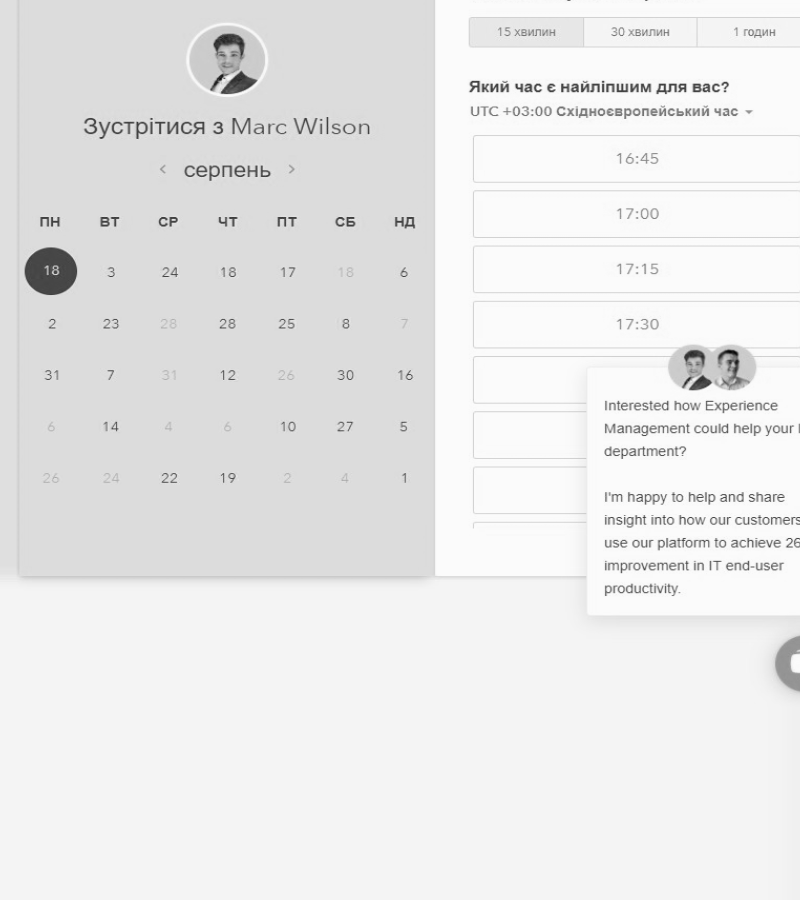 15 хвилин 30 хвилин 1 годин
Зустрітися з Marc Wilson
серпень
ПН ВТ СР ЧТ ПТ СБ НД
18 3 24 18 17 18 6
2 23 28 28 25 8 7
31 7 31 12 26 30 16
6 14 4 6 10 27 5
26 24 22 19 2 4 1
Який час є найліпшим для вас?
UTC +03:00 Східноєвропейський час
16:45
17:00
17:15
17:30
Interested how Experience
Management could help your
department?
I'm happy to help and share
insight into how our customers
use our platform to achieve 26
improvement in IT end-user
productivity.